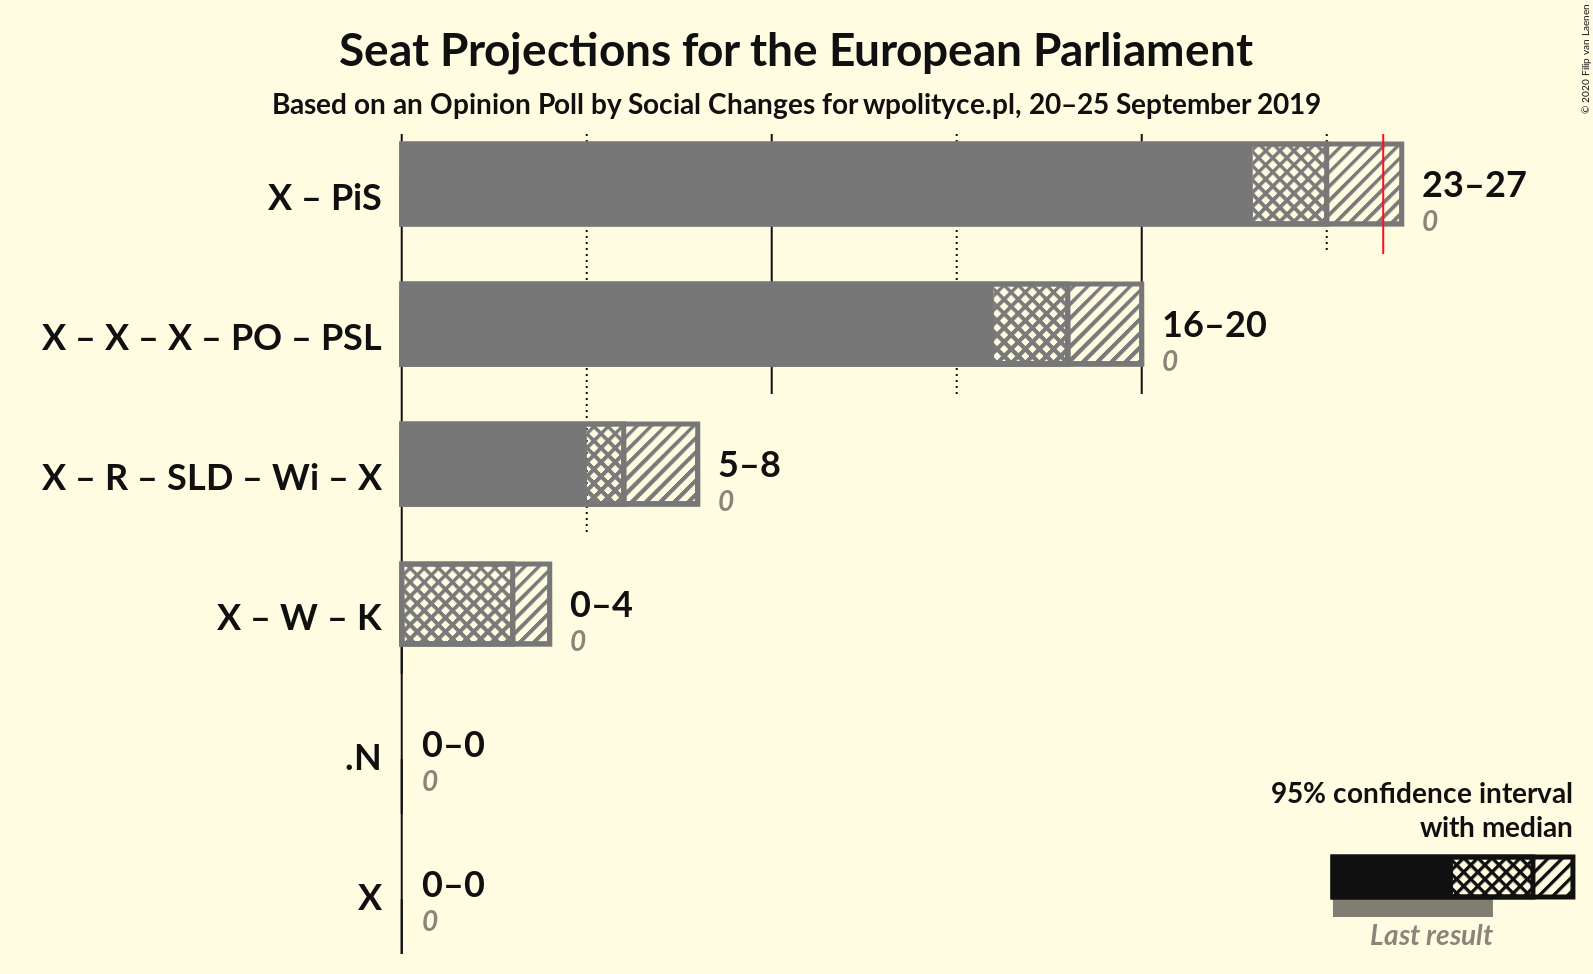 Seat Projections for the European Parliament
Based on an Opinion Poll by Social Changes for wpolityce.pl, 20–25 September 2019
© 2020 Filip van Laenen
X – PiS
23–27
0
X – X – X – PO – PSL
16–20
0
X – R – SLD – Wi – X
5–8
0
X – W – K
0–4
0
.N
0–0
0
X
0–0
0
95% confidence interval
with median
Last result